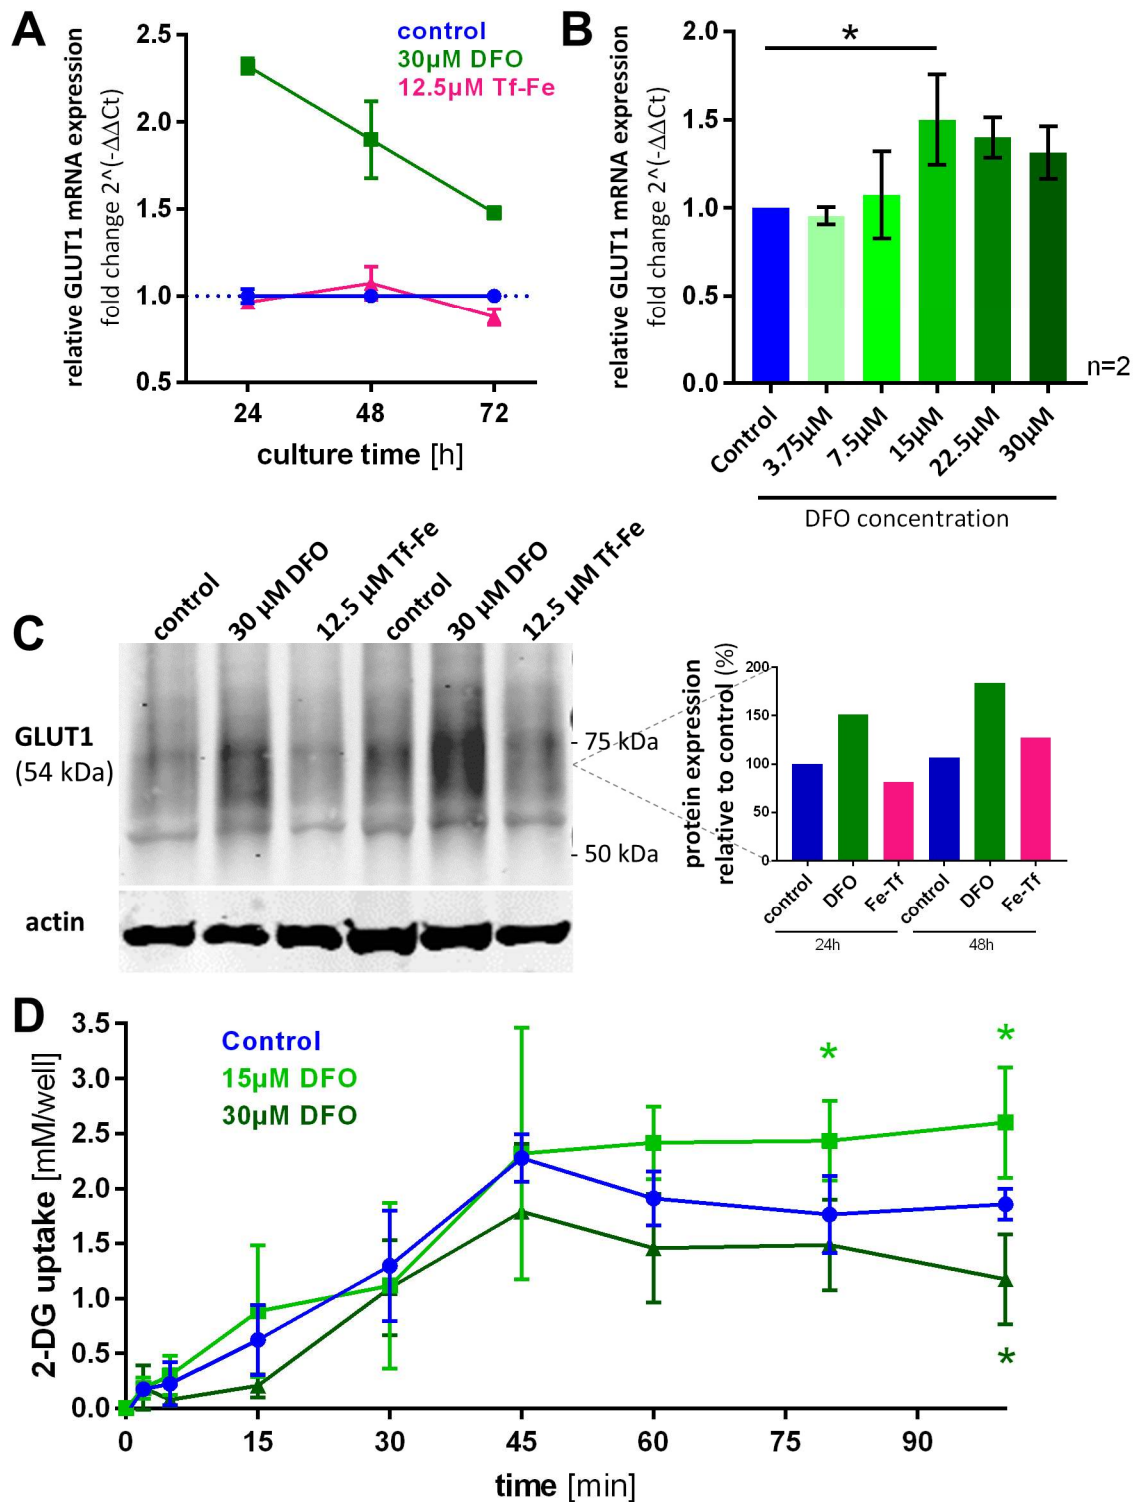 A
relative GLUT1 mRNA expression
fold change 2^(-ΔΔCt)
2.5
2.0
1.5
1.0
0.5
control
30µM DFO
12.5µM Tf-Fe
24
48
72
culture time [h]
B
relative GLUT1 mRNA expression
fold change 2^(-ΔΔCt)
2.0
1.5
1.0
0.5
0.0
*
n=2
Control
3.75µM
7.5µM
15µM
22.5µM
30µM
DFO concentration
C
control
30 µM DFO
12.5 µM Tf-Fe
control
30 µM DFO
12.5 µM Tf-Fe
GLUT1
(54 kDa)
- 75 kDa
- 50 kDa
actin
protein expression
relative to control (%)
200
150
100
50
0
control
DFO
Fe-Tf
control
DFO
Fe-Tf
24h
48h
D
2-DG uptake [mM/well]
3.5
3.0
2.5
2.0
1.5
1.0
0.5
0.0
Control
15µM DFO
30µM DFO
*
*
*
0
15
30
45
60
75
90
time [min]